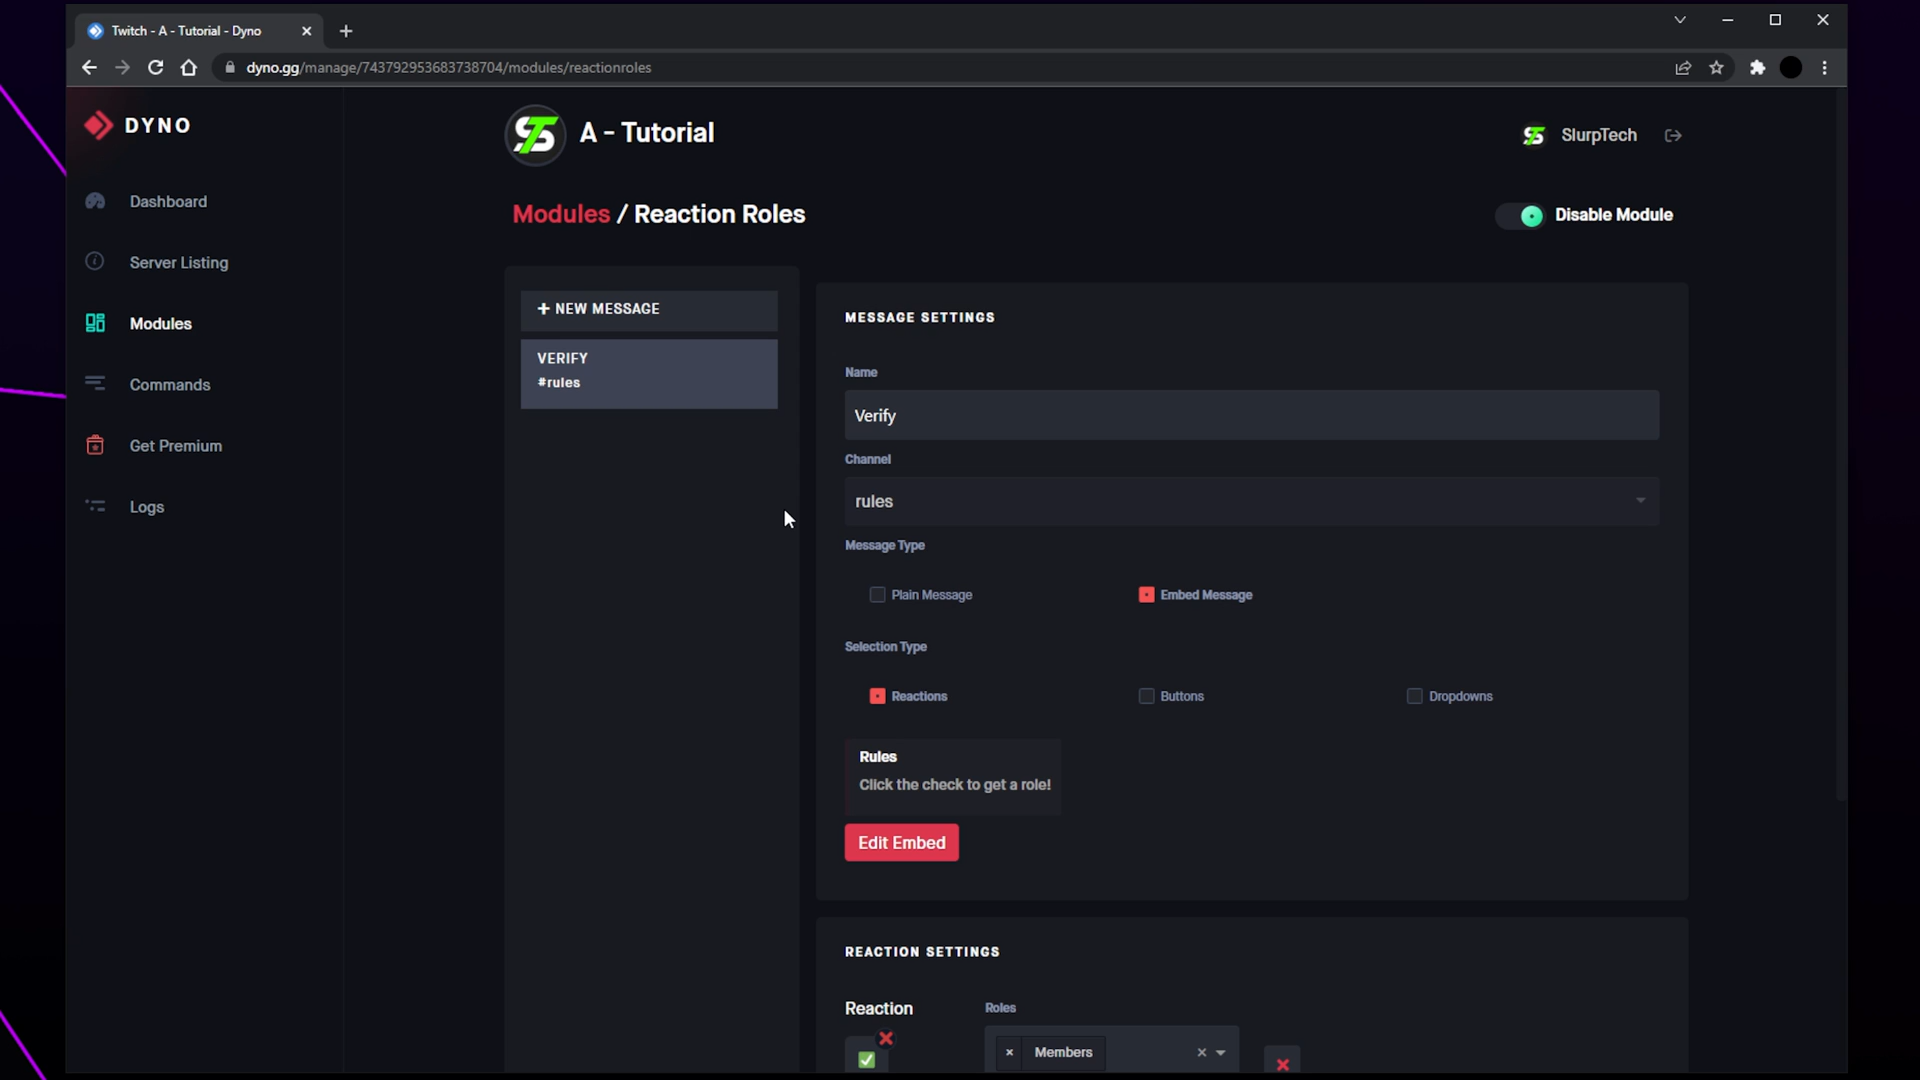 Twitch - A - Tutorial - Dyno
dyno.gg/manage/743792953683738704/modules/reactionroles
DYNO
A - Tutorial
SlurpTech
Dashboard
Server Listing
Modules
Commands
Get Premium
Logs
Modules / Reaction Roles
Disable Module
+ NEW MESSAGE
VERIFY
#rules
MESSAGE SETTINGS
Name
Verify
Channel
rules
Message Type
Plain Message
Embed Message
Selection Type
Reactions
Buttons
Dropdowns
Rules
Click the check to get a role!
Edit Embed
REACTION SETTINGS
Reaction
Roles
× Members